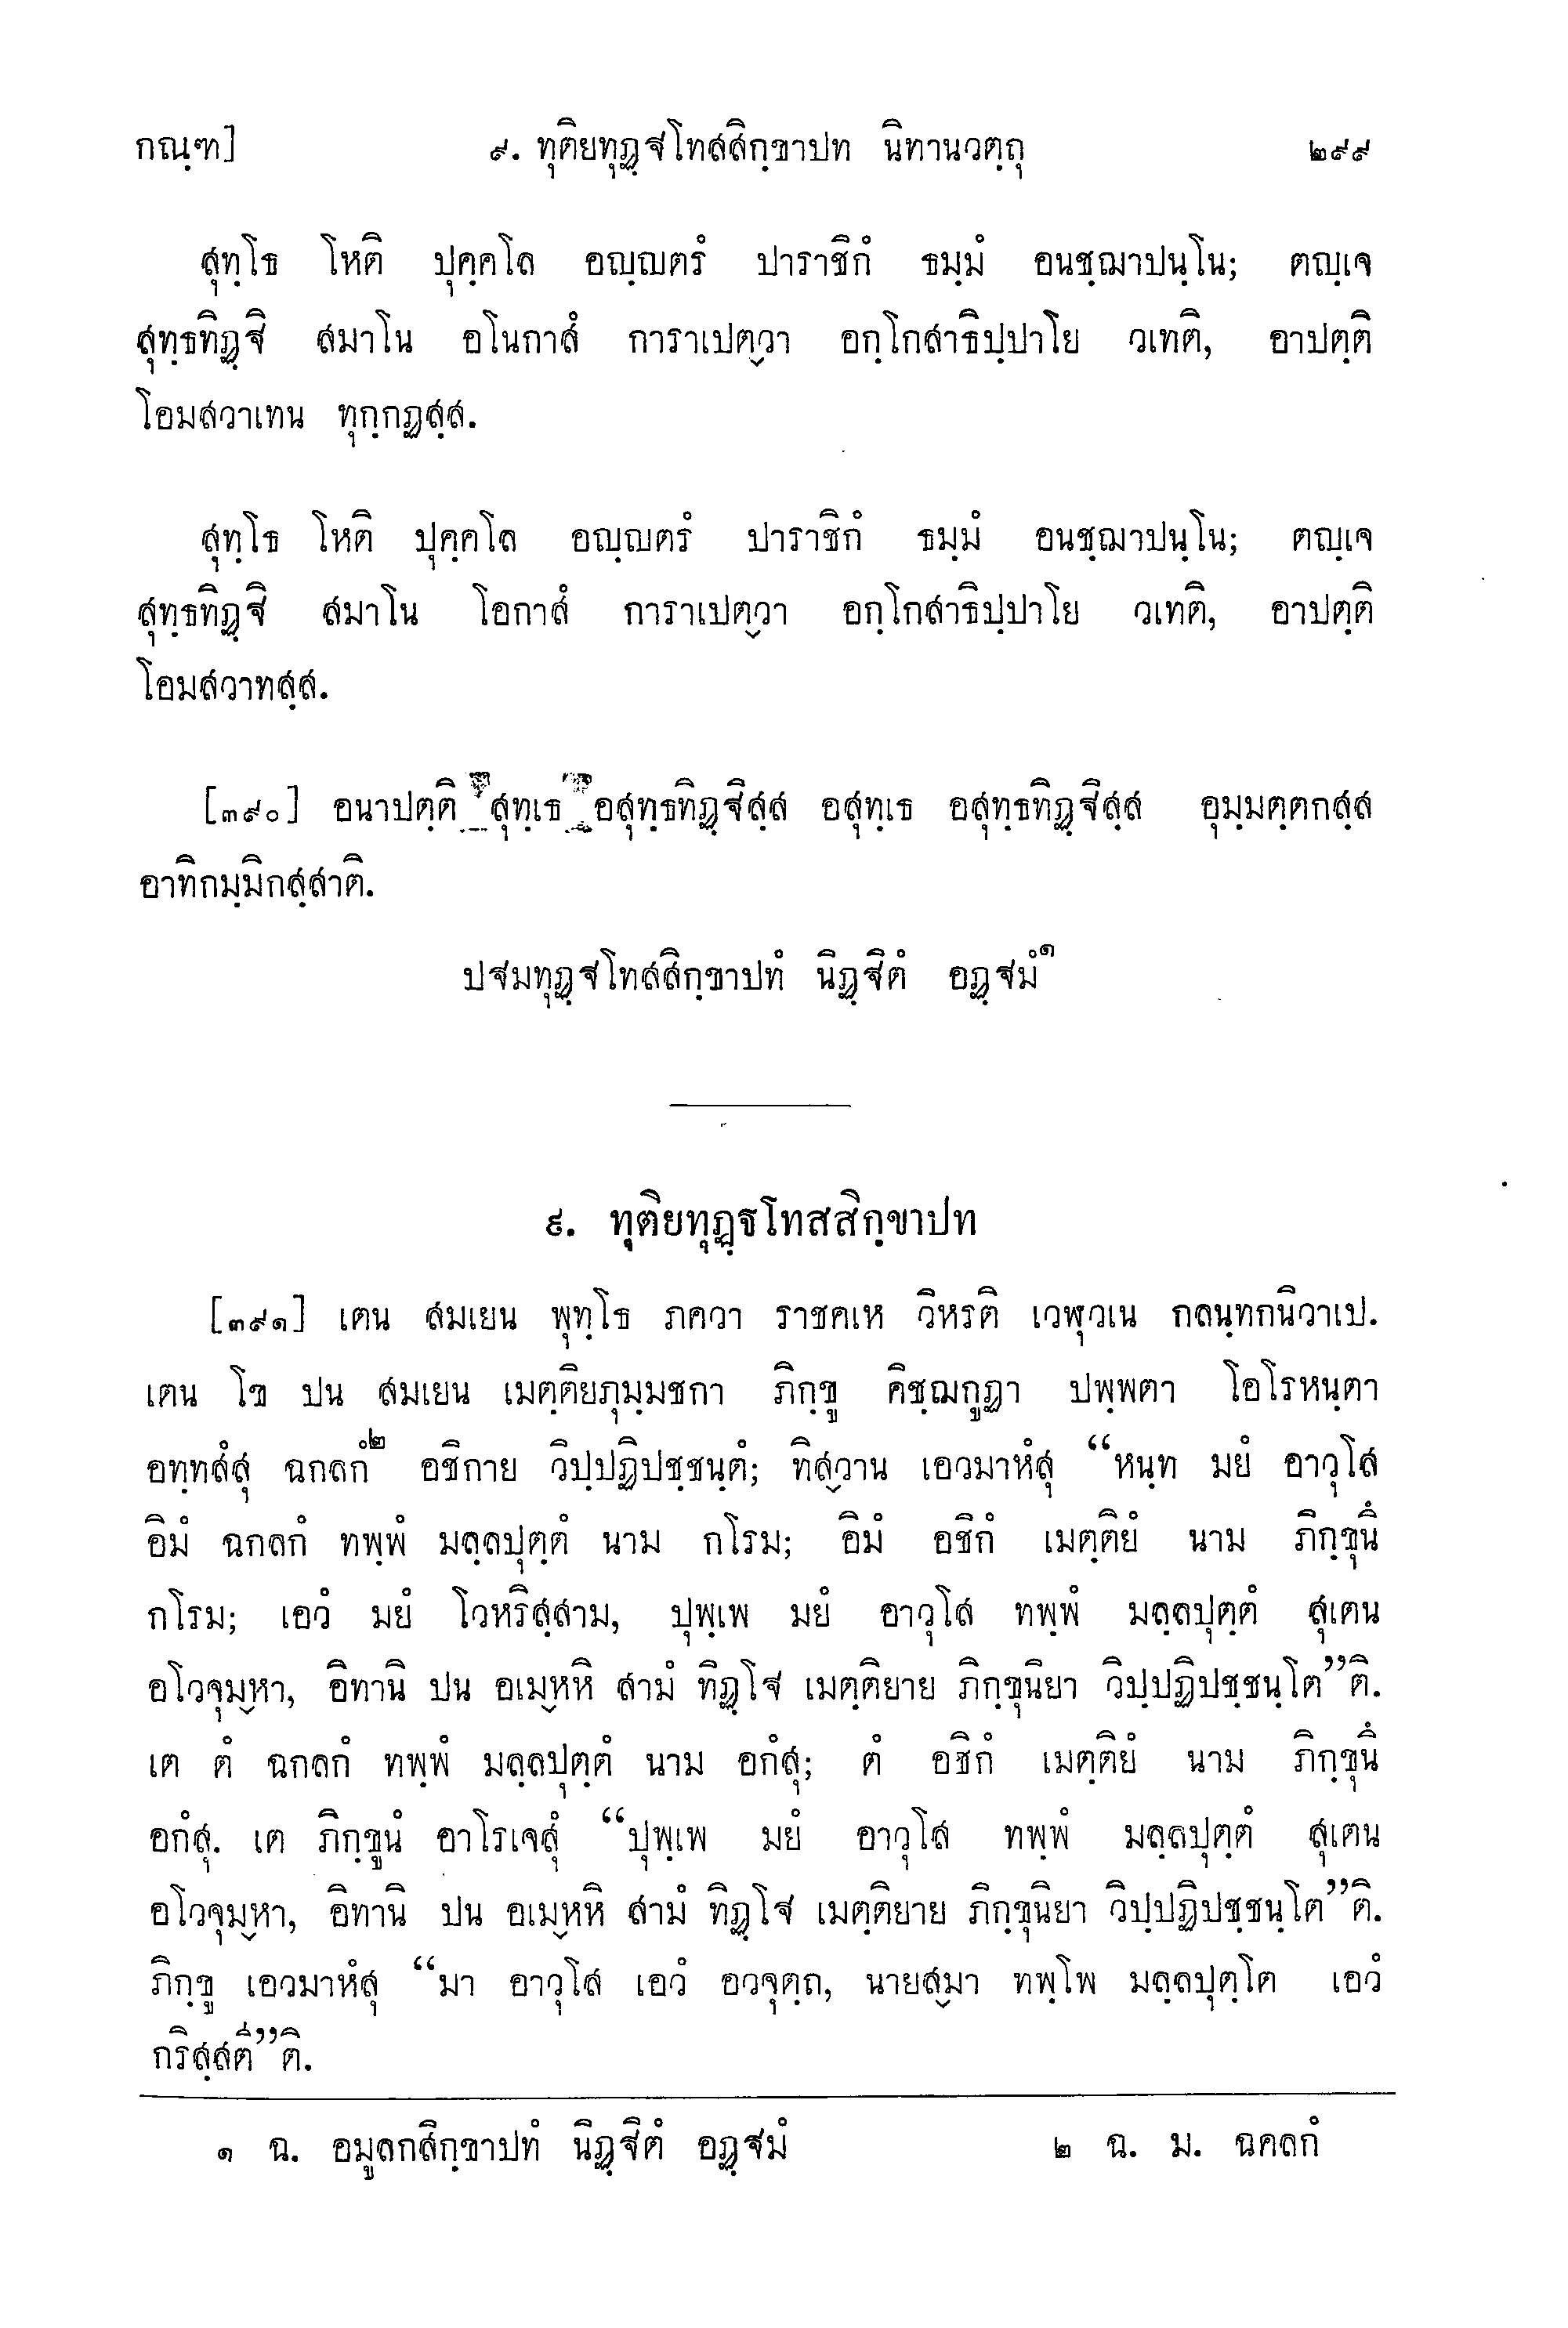 กณฺฑ]	๙. ทุติยทุฏฺฐโทสสิกฺขาปท นิทานวตฺถุ	๒๙๙
สุทฺโธ โหติ ปุคฺคโล อญฺญตรํ ปาราชิกํ ธมฺมํ อนชฺฌาปนฺโน; ตญฺเจ
สุทฺธทิฏฺฐิ สมาโน อโนกาสํ การาเปตฺวา อกฺโกสาธิปฺปาโย วเทติ, อาปตฺติ
โอมสวาเทน ทุกฺกฏสฺส.
สุทฺโธ โหติ ปุคฺคโล อญฺญตรํ ปาราชิกํ ธมฺมํ อนชฺฌาปนฺโน; ตญฺเจ
สุทฺธทิฏฺฐิ สมาโน โอกาสํ การาเปตฺวา อกฺโกสาธิปฺปาโย วเทติ, อาปตฺติ
โอมสวาทสฺส.
[๓๙๐] อนาปตฺติ สุทฺเธ อสุทฺธทิฏฺฐิสฺส อสุทฺเธ อสุทฺธทิฏฺฐิสฺส อุมฺมตฺตกสฺส
อาทิกมฺมิกสฺสาติ.
ปฐมทุฏฺฐโทสสิกฺขาปทํ นิฏฺฐิตํ อฏฺฐมํ๑
๙. ทุติยทุฏฺฐโทสสิกฺขาปท
[๓๙๑] เตน สมเยน พุทฺโธ ภควา ราชคเห วิหรติ เวฬุวเน กลนฺทกนิวาเป.
เตน โข ปน สมเยน เมตฺติยภุมฺมชกา ภิกฺขู คิชฺฌกูฏา ปพฺพตา โอโรหนฺตา
อทฺทสํสุ ฉกลกํ๒ อชิกาย วิปฺปฏิปชฺชนฺตํ; ทิสฺวาน เอวมาหํสุ “หนฺท มยํ อาวุโส
อิมํ ฉกลกํ ทพฺพํ มลฺลปุตฺตํ นาม กโรม; อิมํ อชิกํ เมตฺติยํ นาม ภิกฺขุนึ
กโรม; เอวํ มยํ โวหริสฺสาม, ปุพฺเพ มยํ อาวุโส ทพฺพํ มลฺลปุตฺตํ สุเตน
อโวจุมฺหา, อิทานิ ปน อเมฺหหิ สามํ ทิฏฺโฐ เมตฺติยาย ภิกฺขุนิยา วิปฺปฏิปชฺชนฺโต”ติ.
เต ตํ ฉกลกํ ทพฺพํ มลฺลปุตฺตํ นาม อกํสุ; ตํ อชิกํ เมตฺติยํ นาม ภิกฺขุนึ
อกํสุ. เต ภิกฺขูนํ อาโรเจสุํ “ปุพฺเพ มยํ อาวุโส ทพฺพํ มลฺลปุตฺตํ สุเตน
อโวจุมฺหา, อิทานิ ปน อเมฺหหิ สามํ ทิฏฺโฐ เมตฺติยาย ภิกฺขุนิยา วิปฺปฏิปชฺชนฺโต”ติ.
ภิกฺขู เอวมาหํสุ “มา อาวุโส เอวํ อวจุตฺถ, นายสฺมา ทพฺโพ มลฺลปุตฺโต เอวํ
กริสฺสตี”ติ.
๑ ฉ. อมูลกสิกฺขาปทํ นิฏฺฐิตํ อฏฺฐมํ	๒ ฉ. ม. ฉคลกํ